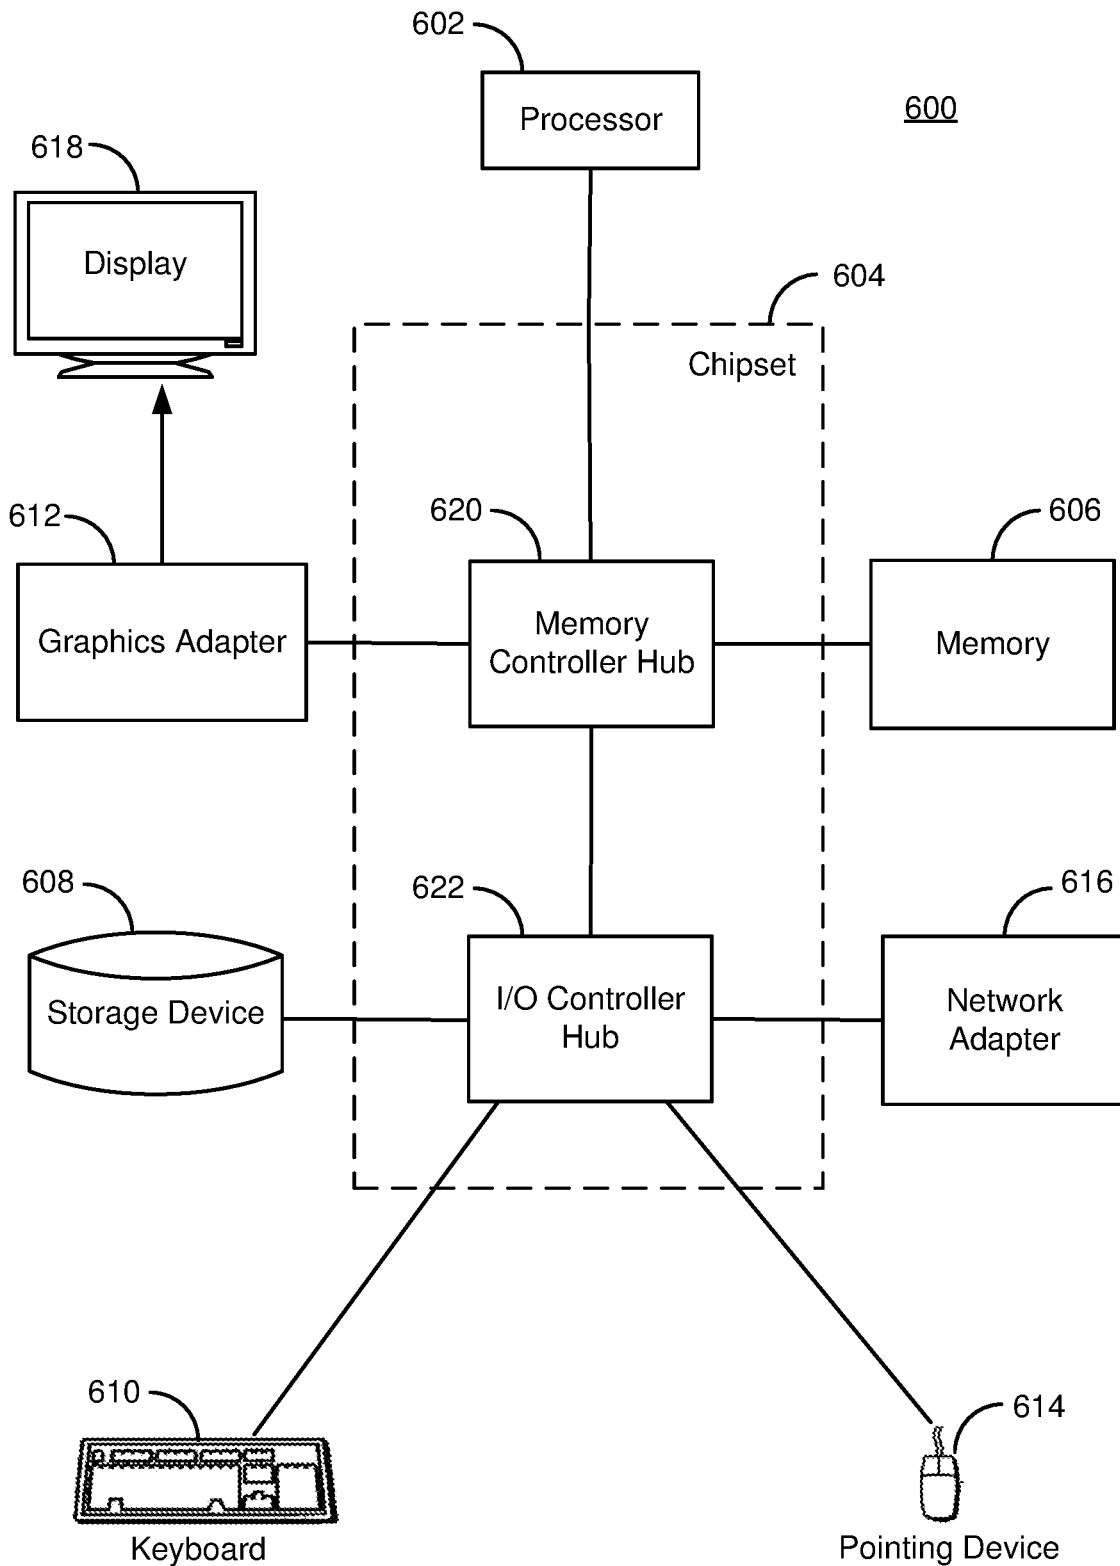 602
Processor
600
618
Display
604
Chipset
612
Graphics Adapter
620
Memory
Controller Hub
606
Memory
608
Storage Device
622
I/O Controller
Hub
616
Network
Adapter
610
Keyboard
614
Pointing Device